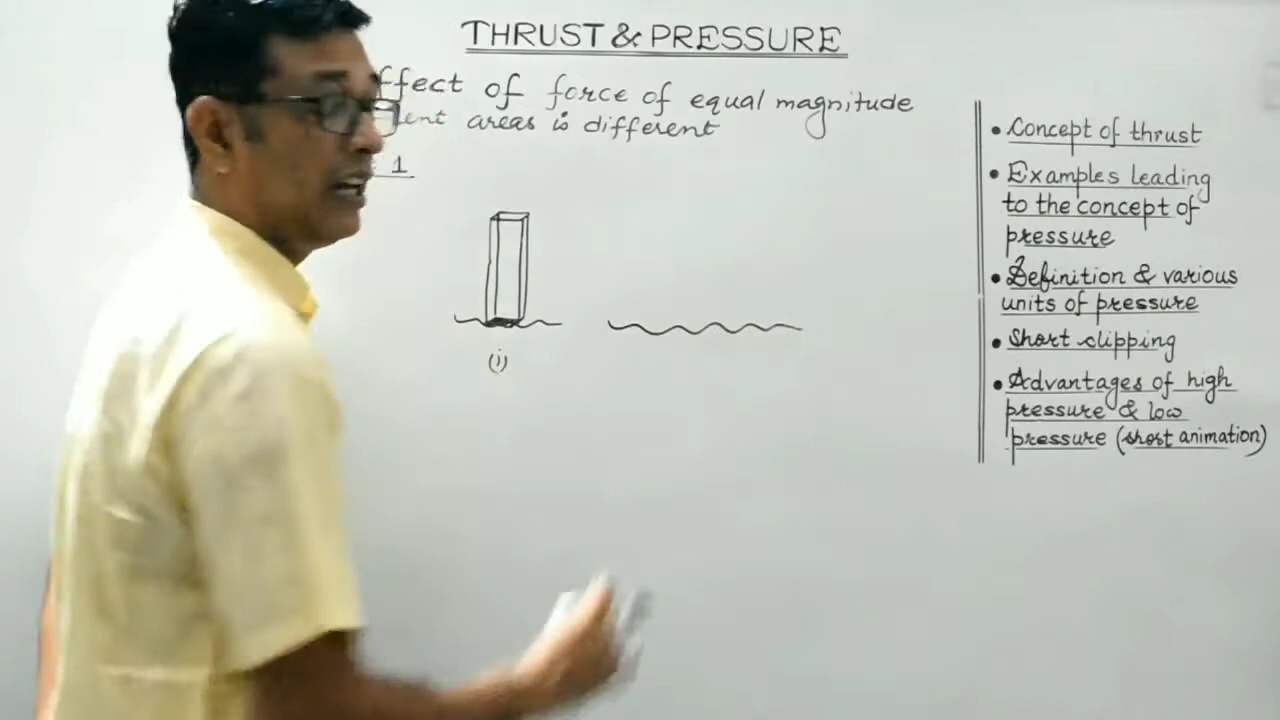 THRUST & PRESSURE
ffect of force of equal magnitude
ent areas is different
1
(i)
• Concept of thrust
• Examples leading
to the concept of
pressure
• Definition & various
units of pressure
• Short clipping
• Advantages of high
pressure & low
pressure (short animation)